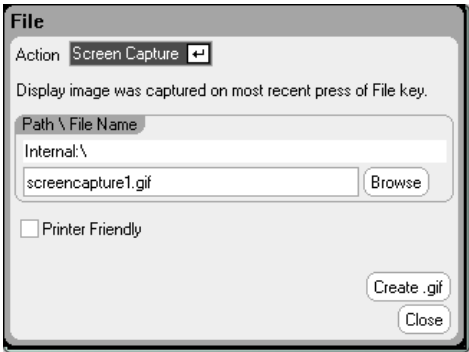 File
Action Screen Capture
Display image was captured on most recent press of File key.
Path \ File Name
Internal:\
screencapture1.gif Browse
Printer Friendly
Create .gif
Close